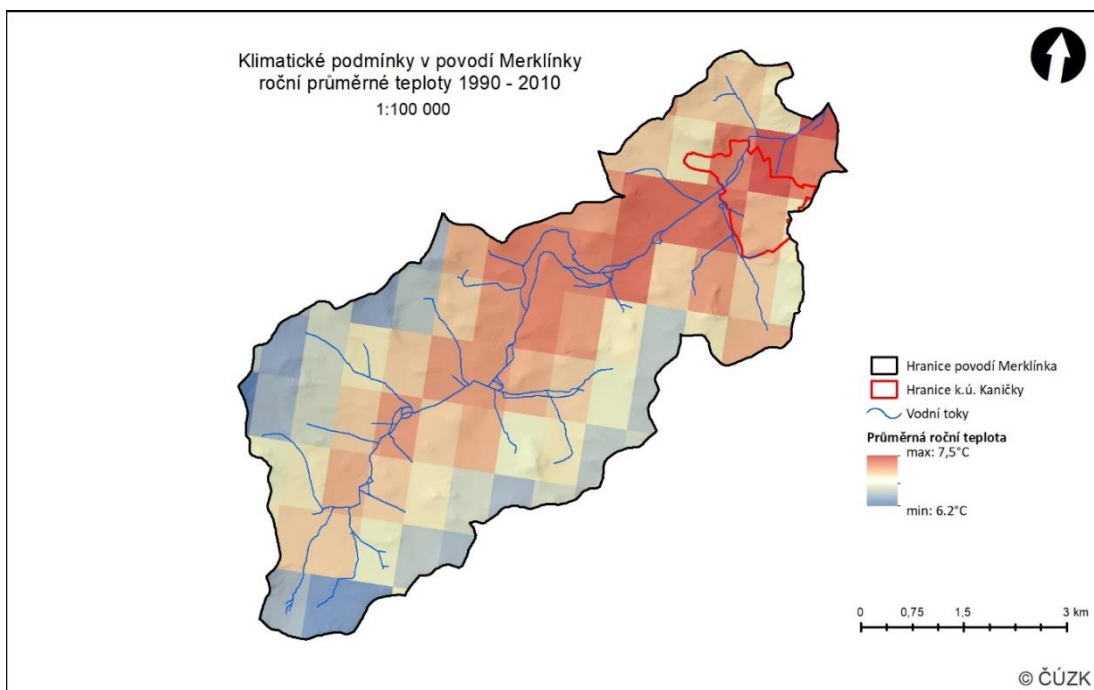 Klimatické podmínky v povodí Merklínky
roční průměrné teploty 1990 - 2010
1:100 000
Hranice povodí Merklínka
Hranice k.ú. Kaničky
Vodní toky
Průměrná roční teplota
max: 7,5°C
min: 6.2°C
0 0,75 1,5 3 km
© ČÚZK